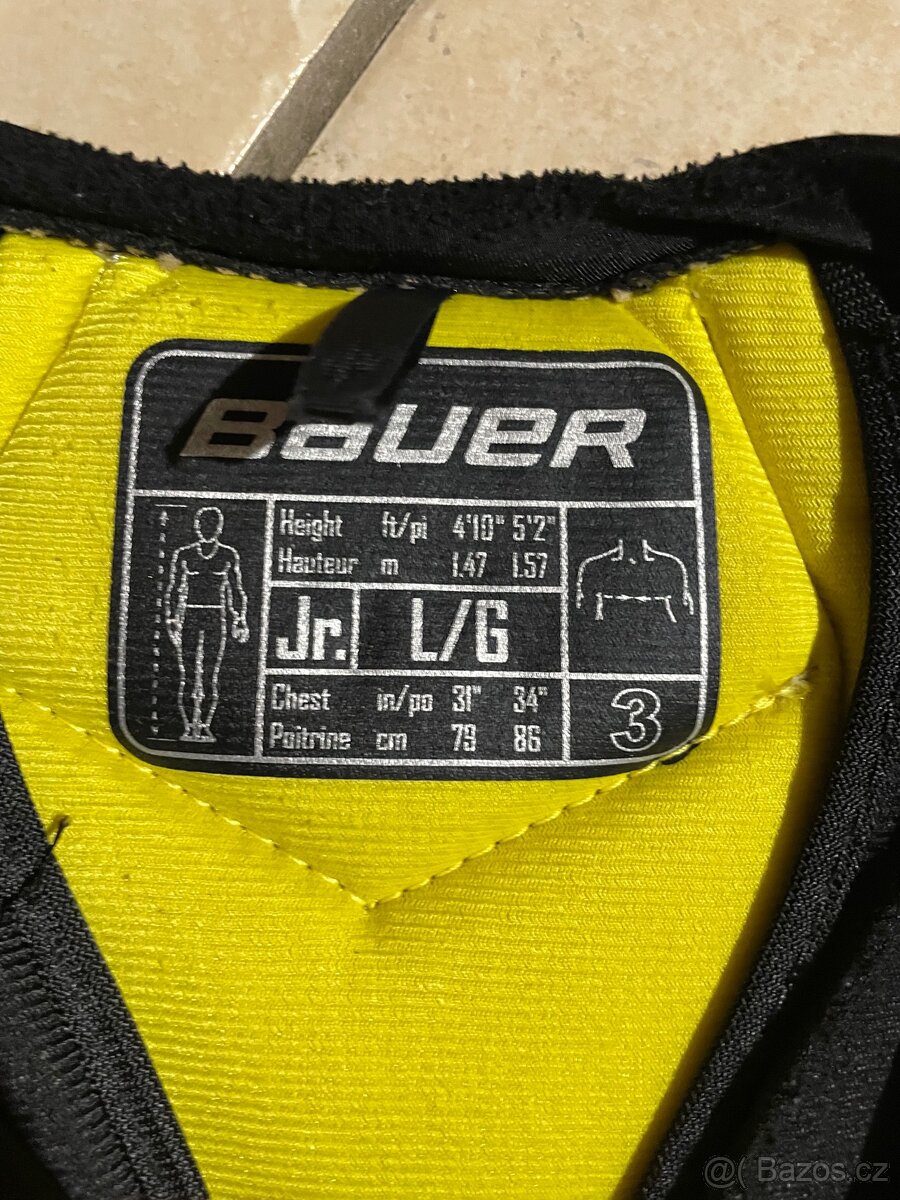 BAUER
Height ft/pi 4'10" 5'2"
Hauteur m 1.47 1.57
Jr. L/G
Chest in/po 31" 34"
Poitrine cm 79 86
3
@( Bazos.cz